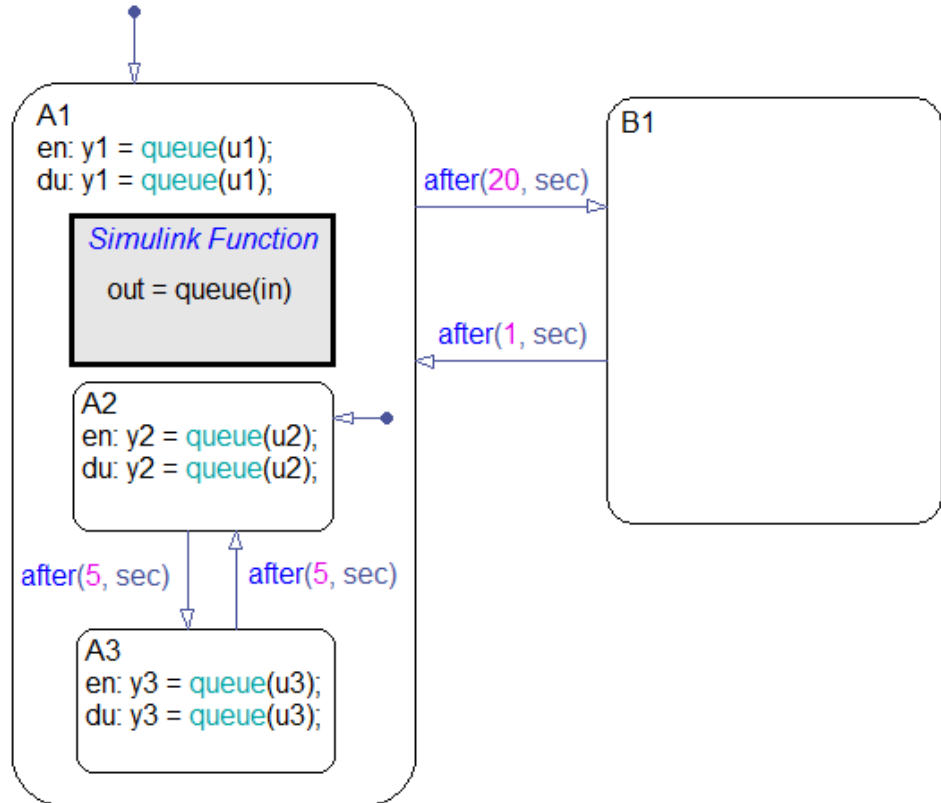 A1
en: y1 = queue(u1);
du: y1 = queue(u1);
Simulink Function
out = queue(in)
A2
en: y2 = queue(u2);
du: y2 = queue(u2);
after(5, sec)
after(5, sec)
A3
en: y3 = queue(u3);
du: y3 = queue(u3);
after(20, sec)
after(1, sec)
B1